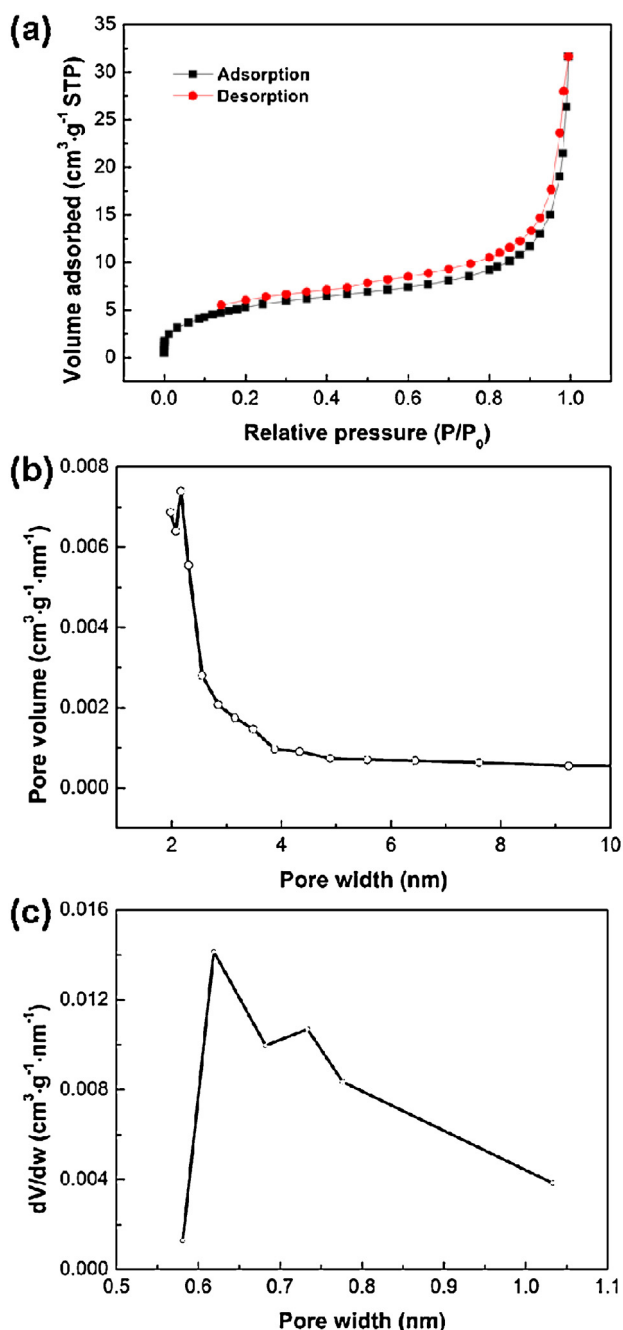 (a)
Volume adsorbed (cm³·g⁻¹ STP)
35
30
25
20
15
10
5
0
Adsorption
Desorption
0.0 0.2 0.4 0.6 0.8 1.0
Relative pressure (P/P₀)
(b)
Pore volume (cm³·g⁻¹·nm⁻¹)
0.008
0.006
0.004
0.002
0.000
2 4 6 8 10
Pore width (nm)
(c)
dV/dw (cm³·g⁻¹·nm⁻¹)
0.016
0.012
0.008
0.004
0.000
0.5 0.6 0.7 0.8 0.9 1.0 1.1
Pore width (nm)